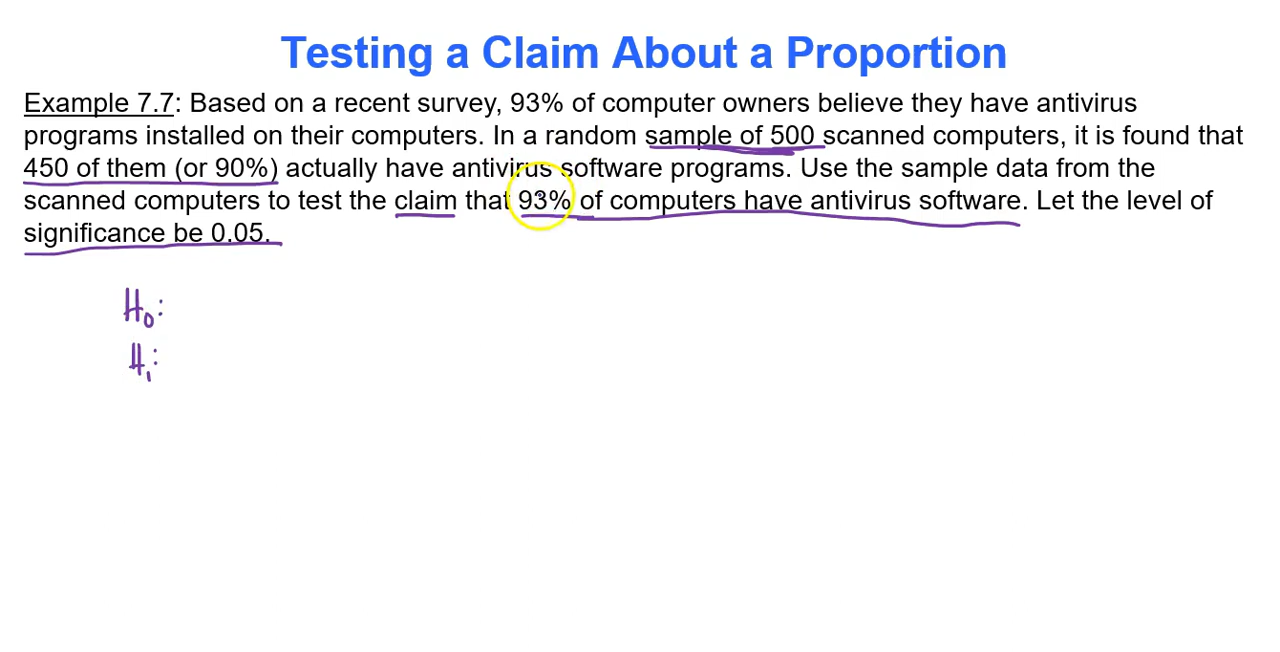 Testing a Claim About a Proportion
Example 7.7: Based on a recent survey, 93% of computer owners believe they have antivirus
programs installed on their computers. In a random sample of 500 scanned computers, it is found that
450 of them (or 90%) actually have antivirus software programs. Use the sample data from the
scanned computers to test the claim that 93% of computers have antivirus software. Let the level of
significance be 0.05.
H₀:
H₁: